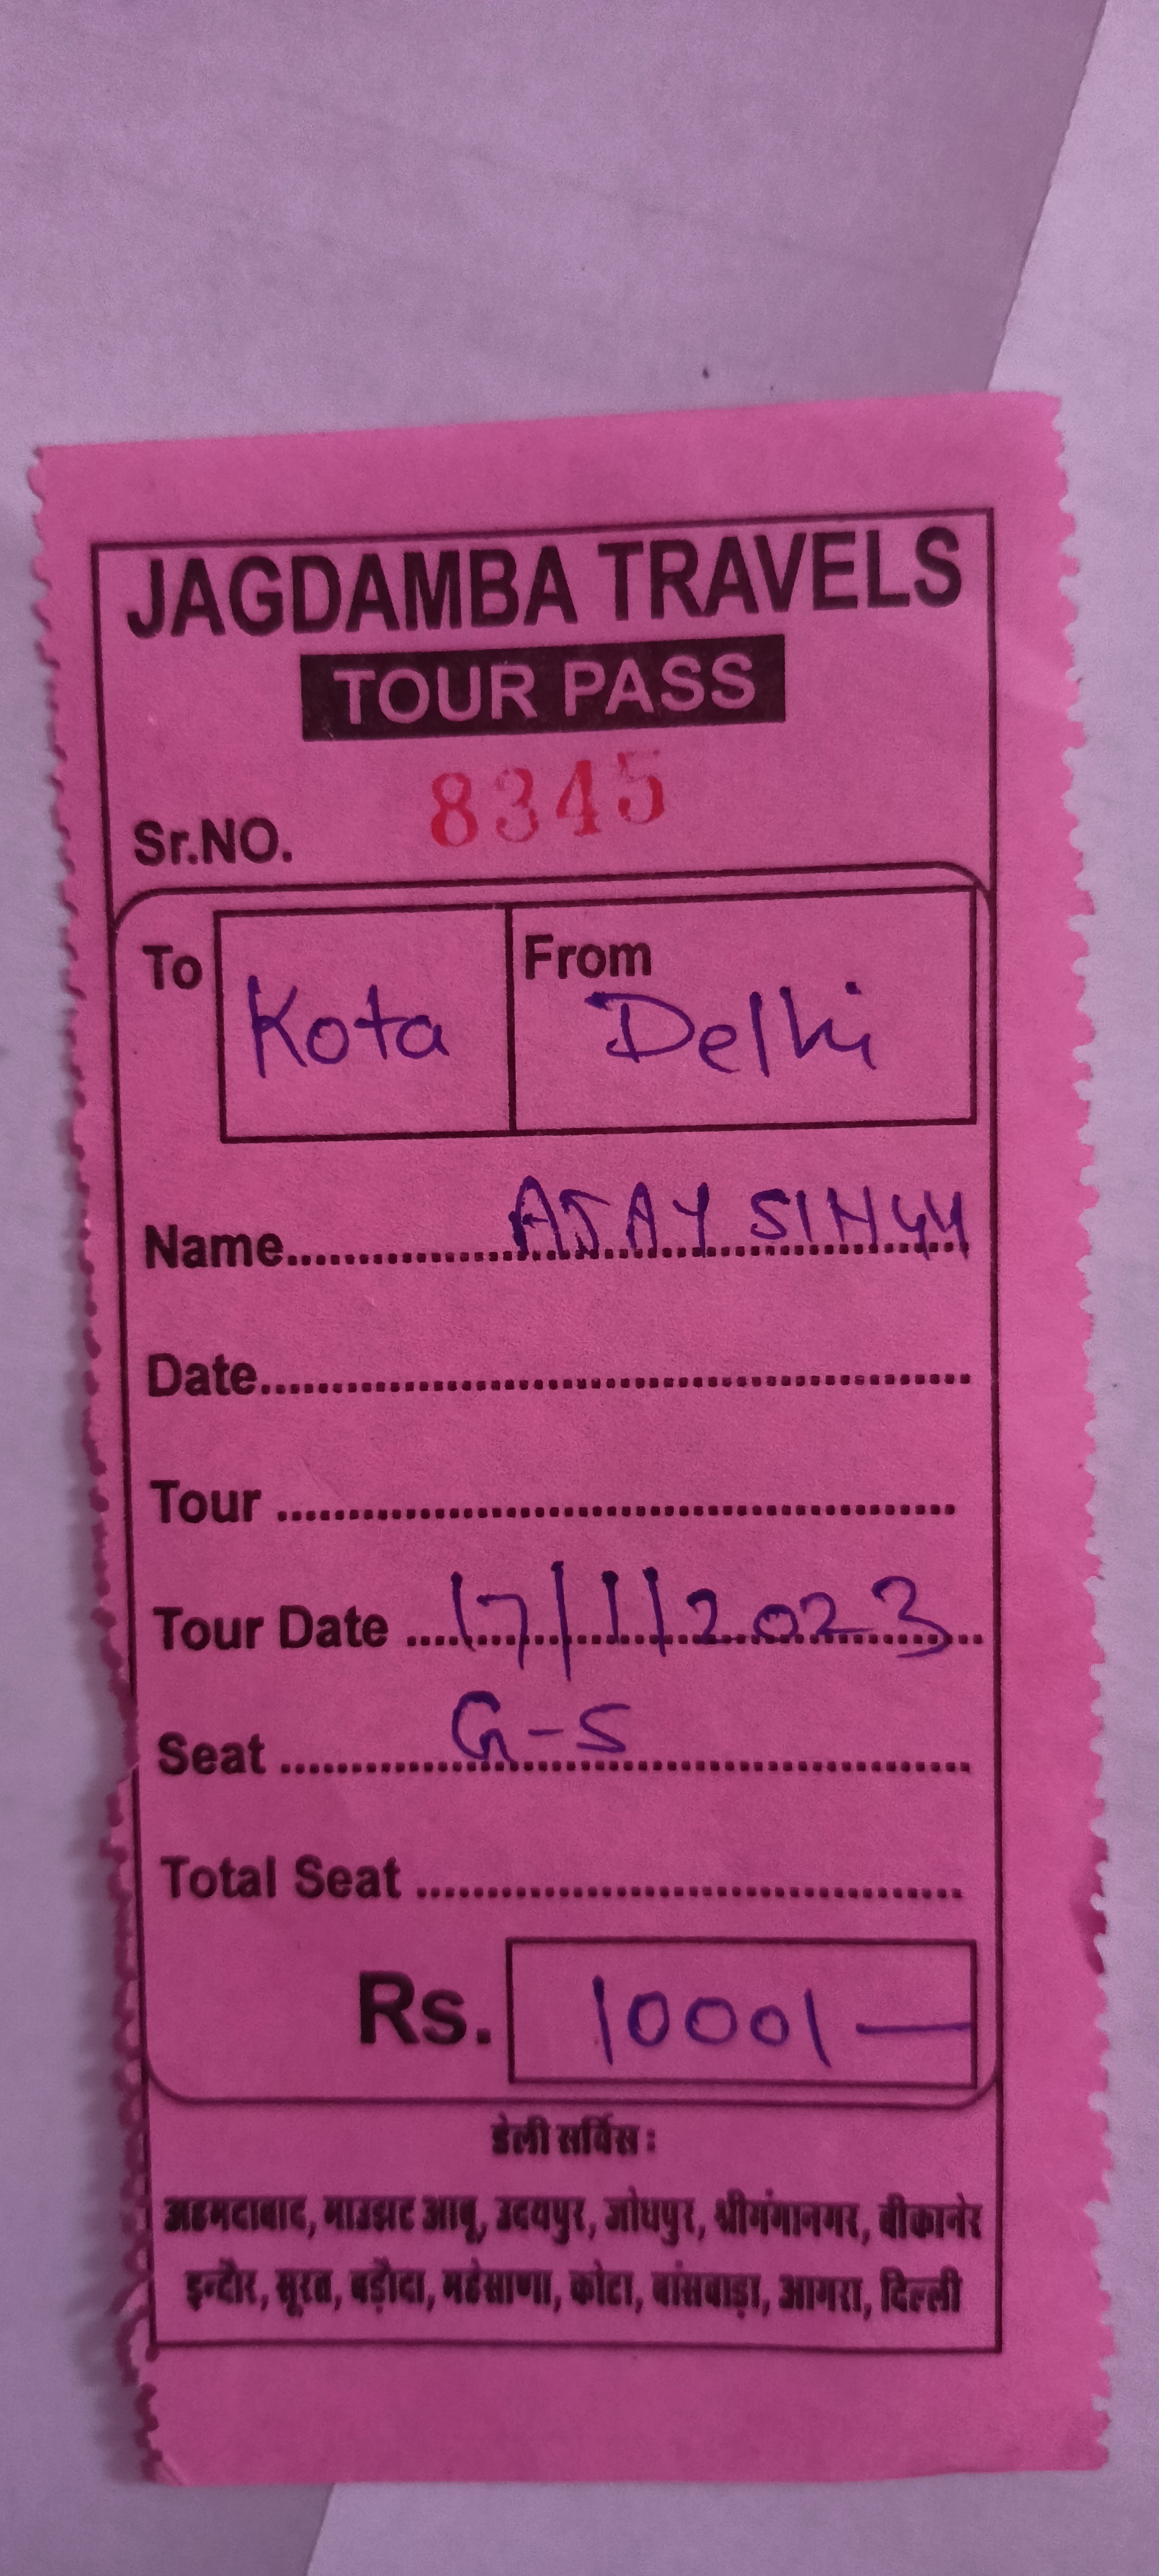 JAGDAMBA TRAVELS
TOUR PASS
Sr.NO. 8345
To Kota From Delhi
Name..........AJAY SINGH
Date..........
Tour ..........
Tour Date ..........17/1/2023
Seat ..........G-5
Total Seat ..........
Rs. 1000/-
डेली सर्विस :
अहमदाबाद, माउझट आबू, उदयपुर, जोधपुर, श्रीगंगानगर, बीकानेर
इन्दौर, सूरत, बड़ौदा, महेसाणा, कोटा, बांसवाड़ा, आगरा, दिल्ली